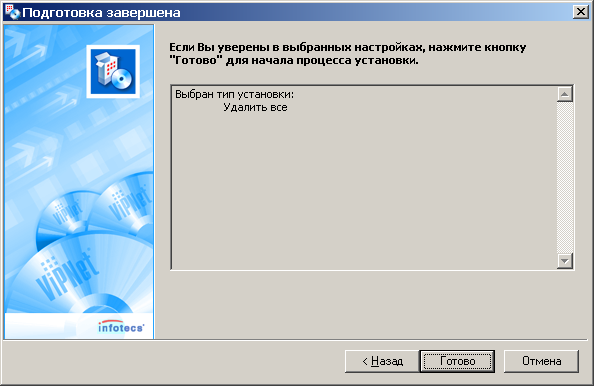 Подготовка завершена
Если Вы уверены в выбранных настройках, нажмите кнопку
"Готово" для начала процесса установки.
Выбран тип установки:
Удалить все
ViPNet
ViPNet
ViPNet
infotecs
< Назад
Готово
Отмена